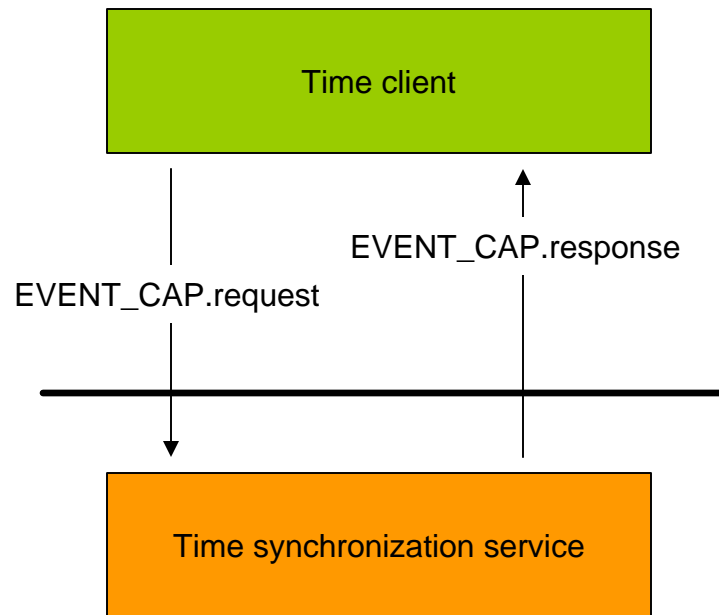 Time client
EVENT_CAP.response
EVENT_CAP.request
Time synchronization service